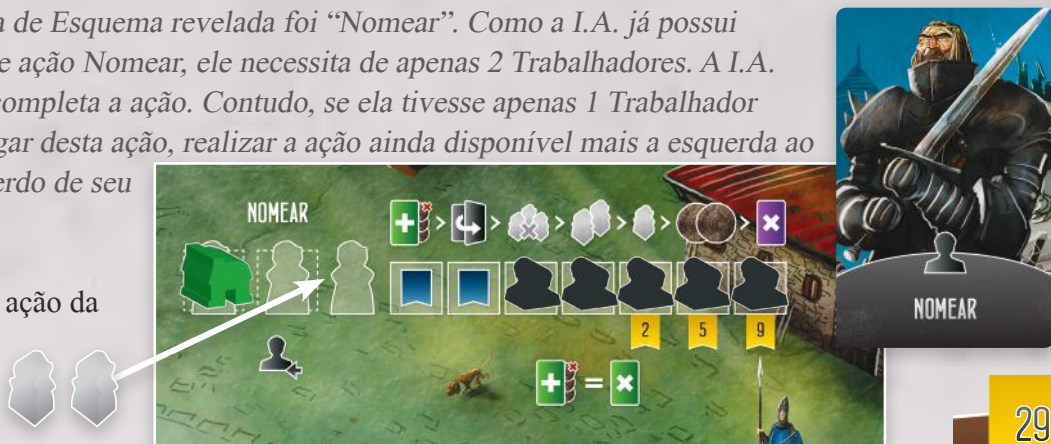 a de Esquema revelada foi “Nomear”. Como a I.A. já possui
e ação Nomear, ele necessita de apenas 2 Trabalhadores. A I.A.
completa a ação. Contudo, se ela tivesse apenas 1 Trabalhador
gar desta ação, realizar a ação ainda disponível mais a esquerda ao
erdo de seu
NOMEAR
ação da
2 5 9
=
NOMEAR
29